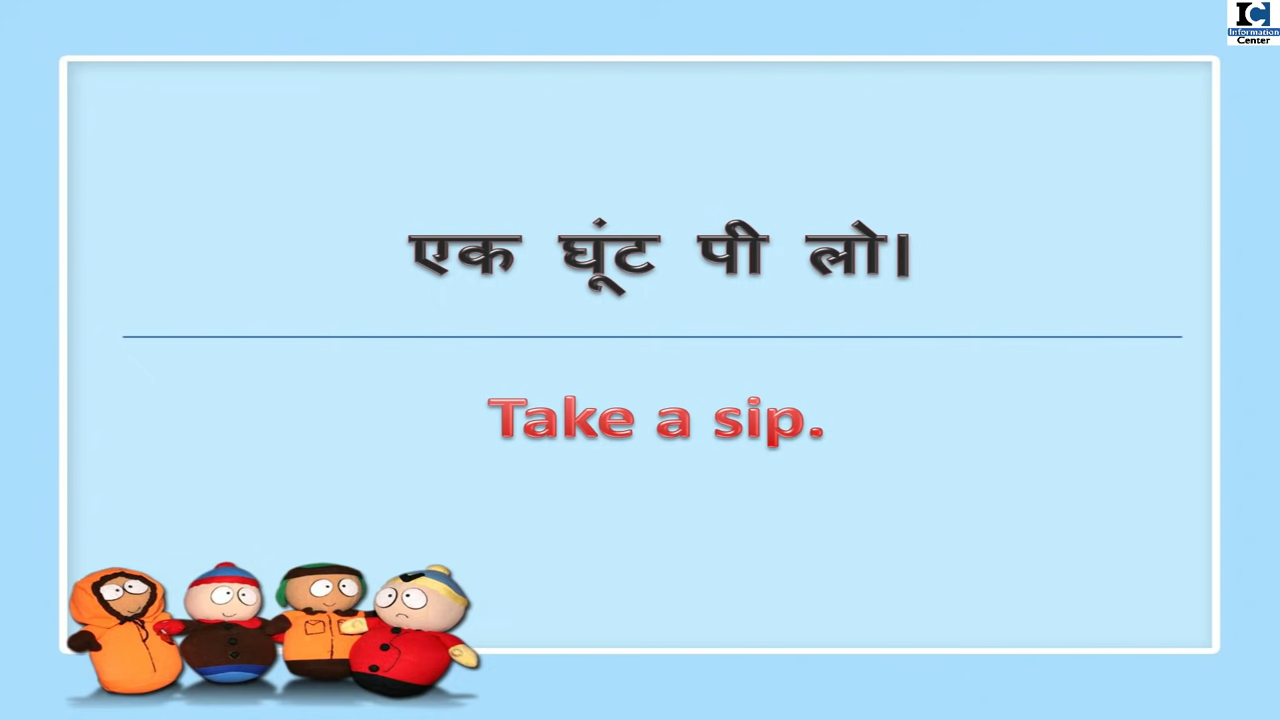 IC
Information
Center
एक घूंट पी लो।
Take a sip.